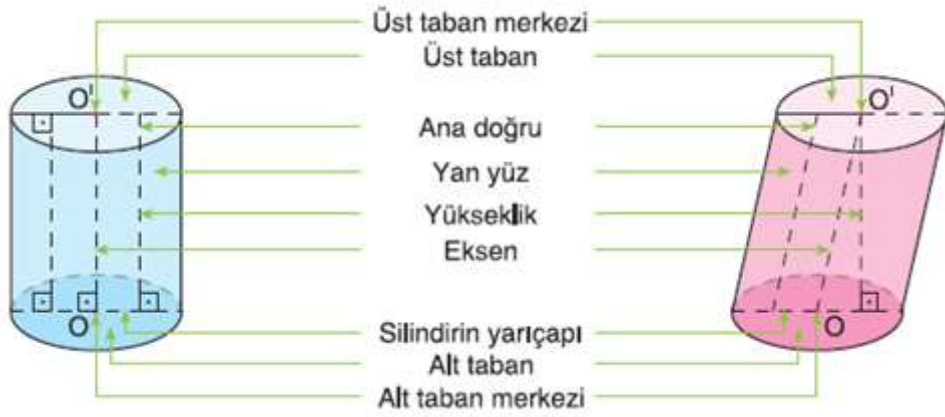 Üst taban merkezi
Üst taban
O'
O'
Ana doğru
Yan yüz
Yükseklik
Eksen
O
O
Silindirin yarıçapı
Alt taban
Alt taban merkezi